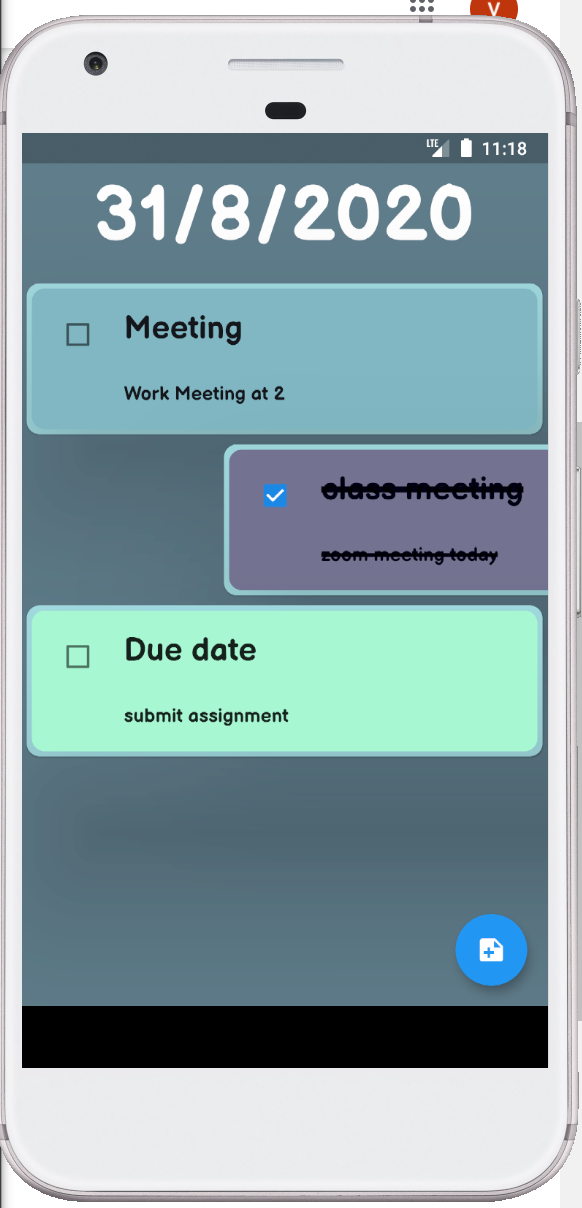 V
LTE 11:18
31/8/2020
Meeting
Work Meeting at 2
class meeting
zoom meeting today
Due date
submit assignment